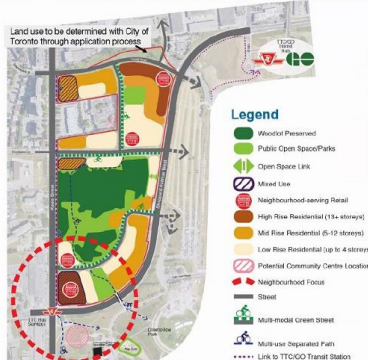 Land use to be determined with City of
Toronto through application process
TTC/GO
Transit
Hub
GO
Legend
Woodlot Preserved
Public Open Space/Parks
Open Space Link
Mixed Use
Neighbourhood-serving Retail
High Rise Residential (13+ storeys)
Mid Rise Residential (5-12 storeys)
Low Rise Residential (up to 4 storeys)
Potential Community Centre Location
Neighbourhood Focus
Street
Multi-modal Green Street
Multi-use Separated Path
Link to TTC/GO Transit Station
Keele Street